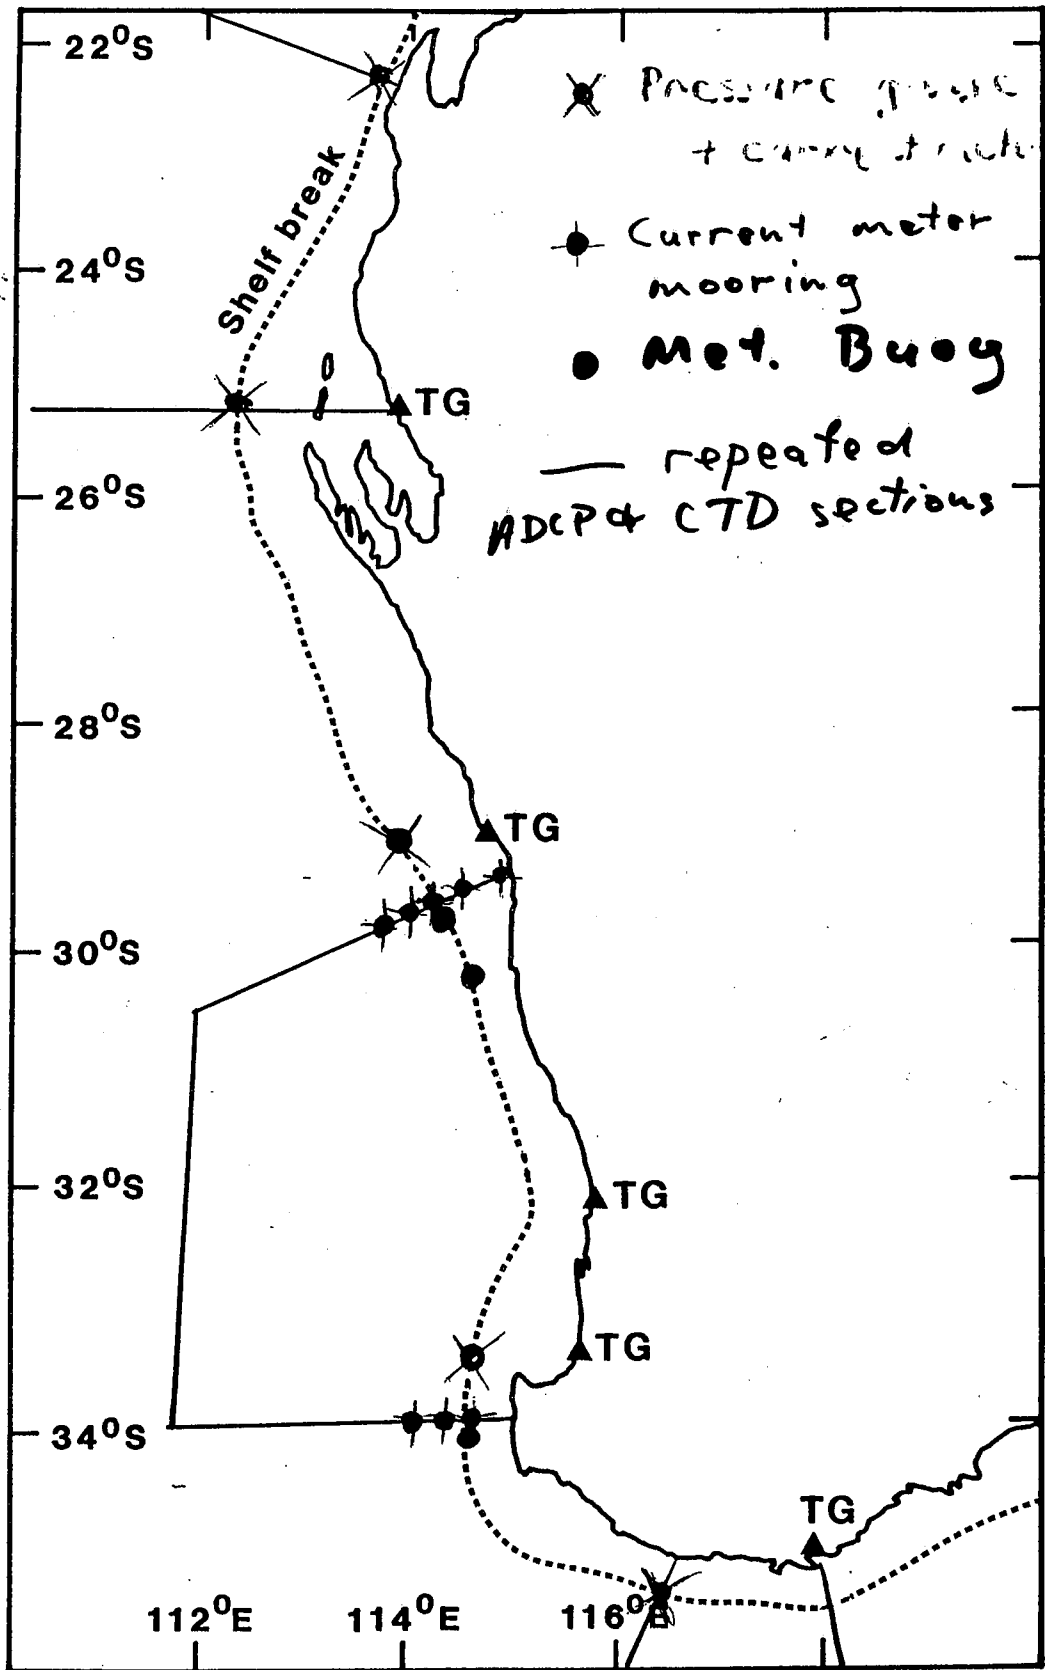 22°S
Pressure gauge
+
Shelf break
24°S
Current meter
mooring
Met. Buoy
TG
repeated
26°S
ADCP & CTD sections
28°S
TG
30°S
32°S
TG
TG
34°S
TG
112°E
114°E
116°E